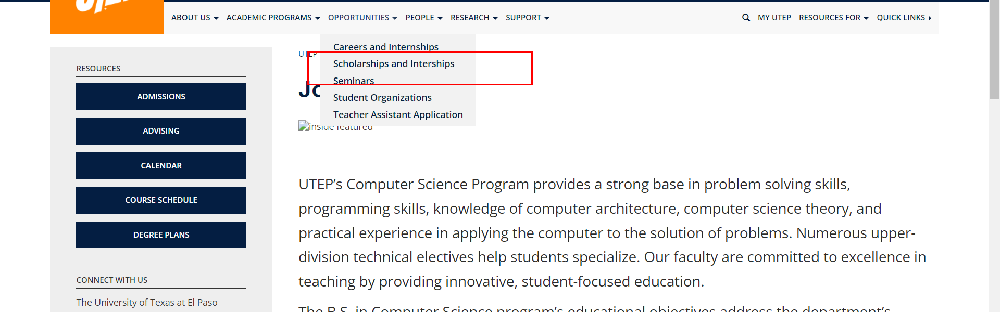 ABOUT US ACADEMIC PROGRAMS OPPORTUNITIES PEOPLE RESEARCH SUPPORT MY UTEP RESOURCES FOR QUICK LINKS
Careers and Internships
Scholarships and Interships
Seminars
Student Organizations
Teacher Assistant Application
RESOURCES
ADMISSIONS
ADVISING
CALENDAR
COURSE SCHEDULE
DEGREE PLANS
CONNECT WITH US
The University of Texas at El Paso
UTEP
Jo
inside featured
UTEP’s Computer Science Program provides a strong base in problem solving skills,
programming skills, knowledge of computer architecture, computer science theory, and
practical experience in applying the computer to the solution of problems. Numerous upper-
division technical electives help students specialize. Our faculty are committed to excellence in
teaching by providing innovative, student-focused education.
The B.S. in Computer Science program’s educational objectives address the department’s